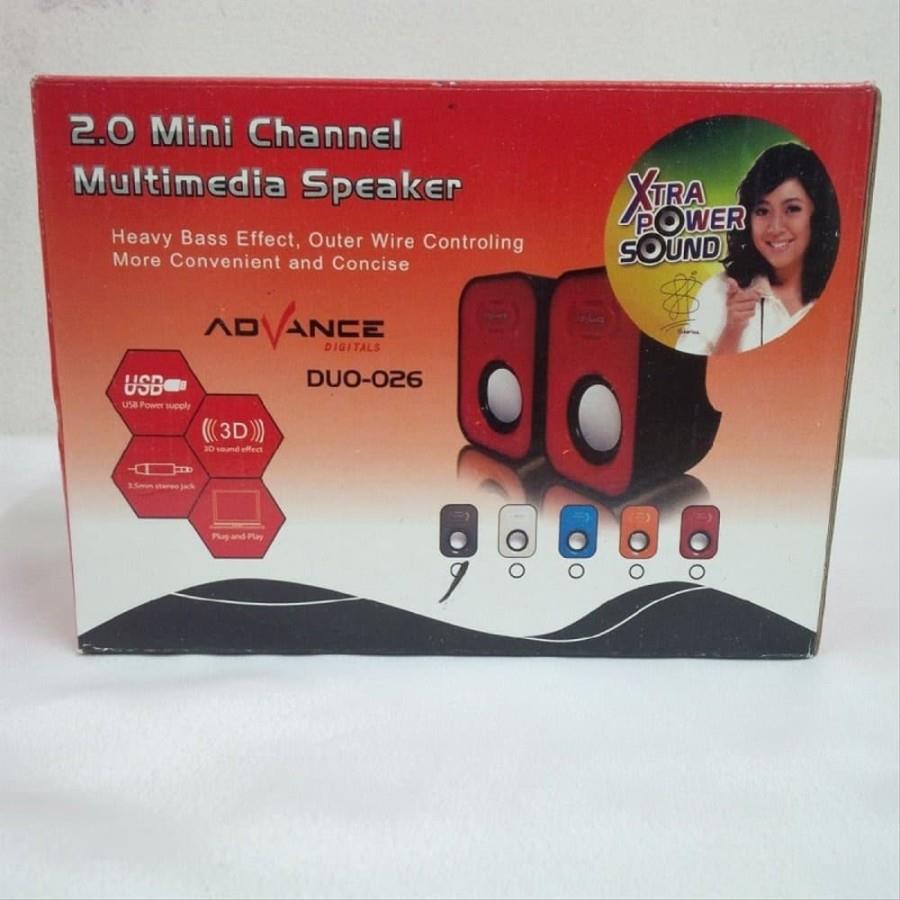 2.0 Mini Channel
Multimedia Speaker
Heavy Bass Effect, Outer Wire Controling
More Convenient and Concise
XTRA
POWER
SOUND
ADVANCE
DIGITALS
DUO-026
USB
USB Power supply
3D
3D sound effect
3.5mm stereo jack
Plug-and-Play